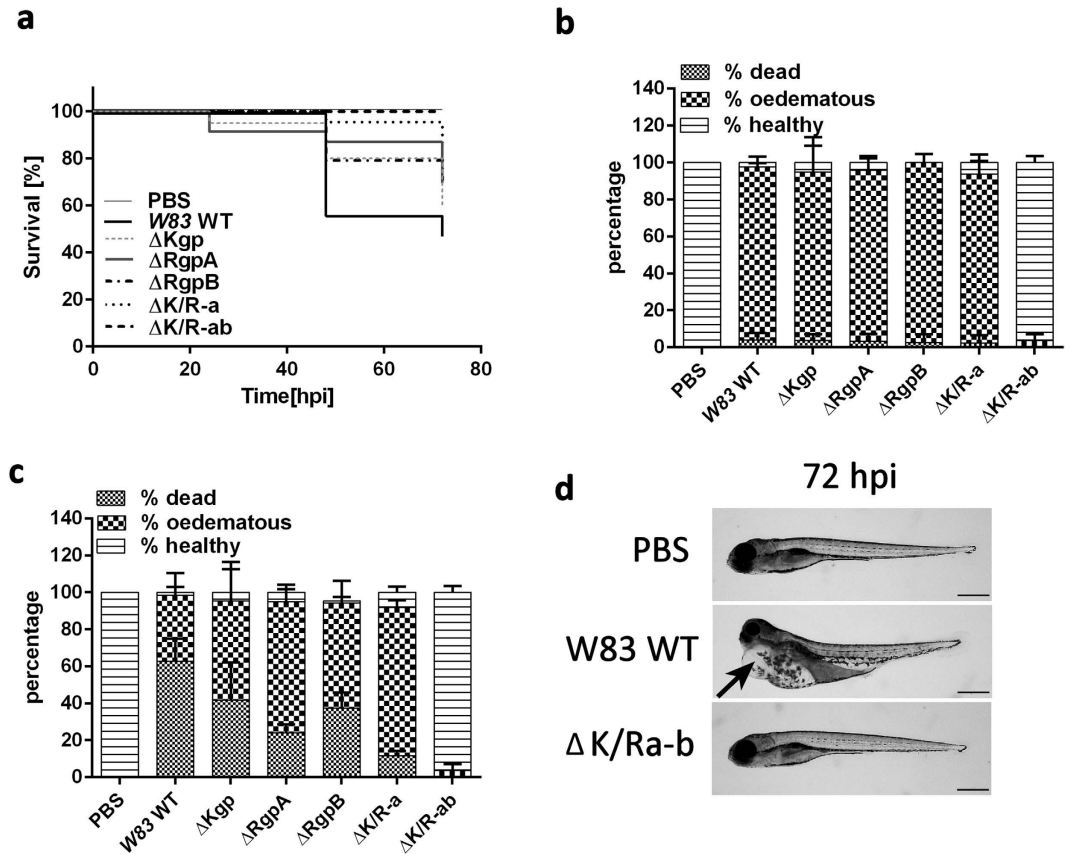 a
Survival [%]
100
80
60
40
20
0
PBS
W83 WT
ΔKgp
ΔRgpA
ΔRgpB
ΔK/R-a
ΔK/R-ab
0 20 40 60 80
Time[hpi]
b
% dead
% oedematous
% healthy
percentage
140
120
100
80
60
40
20
0
PBS
W83 WT
ΔKgp
ΔRgpA
ΔRgpB
ΔK/R-a
ΔK/R-ab
c
% dead
% oedematous
% healthy
percentage
140
120
100
80
60
40
20
0
PBS
W83 WT
ΔKgp
ΔRgpA
ΔRgpB
ΔK/R-a
ΔK/R-ab
d
72 hpi
PBS
W83 WT
Δ K/Ra-b